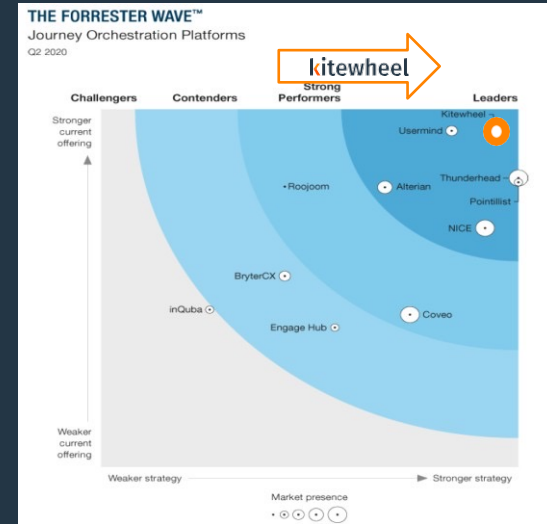 THE FORRESTER WAVE™
Journey Orchestration Platforms
Q2 2020
kitewheel
Challengers
Contenders
Strong
Performers
Leaders
Stronger
current
offering
Kitewheel
Usermind
Thunderhead
Roojoom
Alterian
Pointillist
NICE
BryterCX
inQuba
Coveo
Engage Hub
Weaker
current
offering
Weaker strategy
Stronger strategy
Market presence